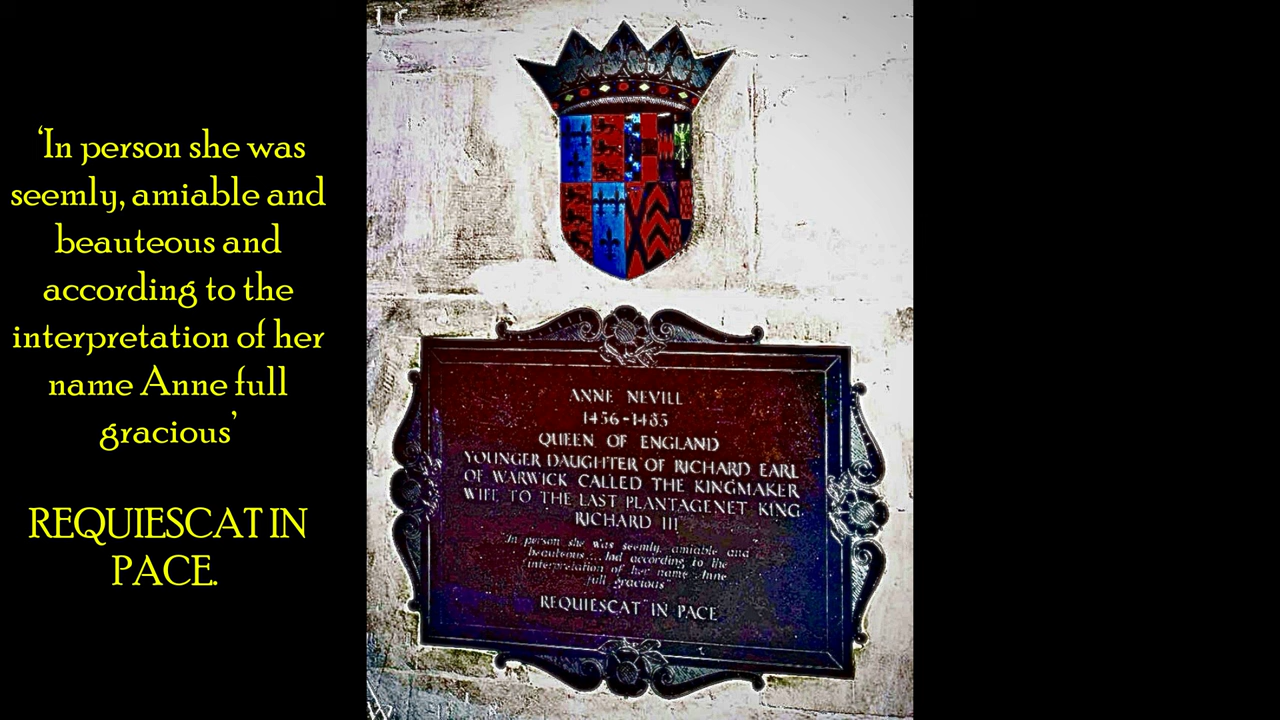 ‘In person she was
seemly, amiable and
beauteous and
according to the
interpretation of her
name Anne full
gracious’
REQUIESCAT IN
PACE.
ANNE NEVILL
1456-1485
QUEEN OF ENGLAND
YOUNGER DAUGHTER OF RICHARD EARL
OF WARWICK CALLED THE KINGMAKER
WIFE TO THE LAST PLANTAGENET KING
RICHARD III
"In person she was seemly, amiable and
beauteous... And according to the
interpretation of her name Anne
full gracious"
REQUIESCAT IN PACE